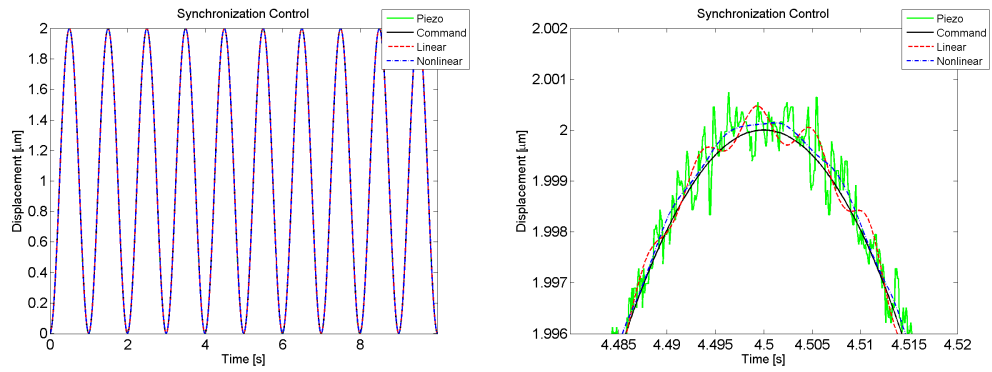 Synchronization Control
Piezo
Command
Linear
Nonlinear
2
1.8
1.6
1.4
1.2
1
0.8
0.6
0.4
0.2
0
Displacement [µm]
0 2 4 6 8
Time [s]
Synchronization Control
Piezo
Command
Linear
Nonlinear
2.002
2.001
2
1.999
1.998
1.997
1.996
Displacement [µm]
4.485 4.49 4.495 4.5 4.505 4.51 4.515 4.52
Time [s]